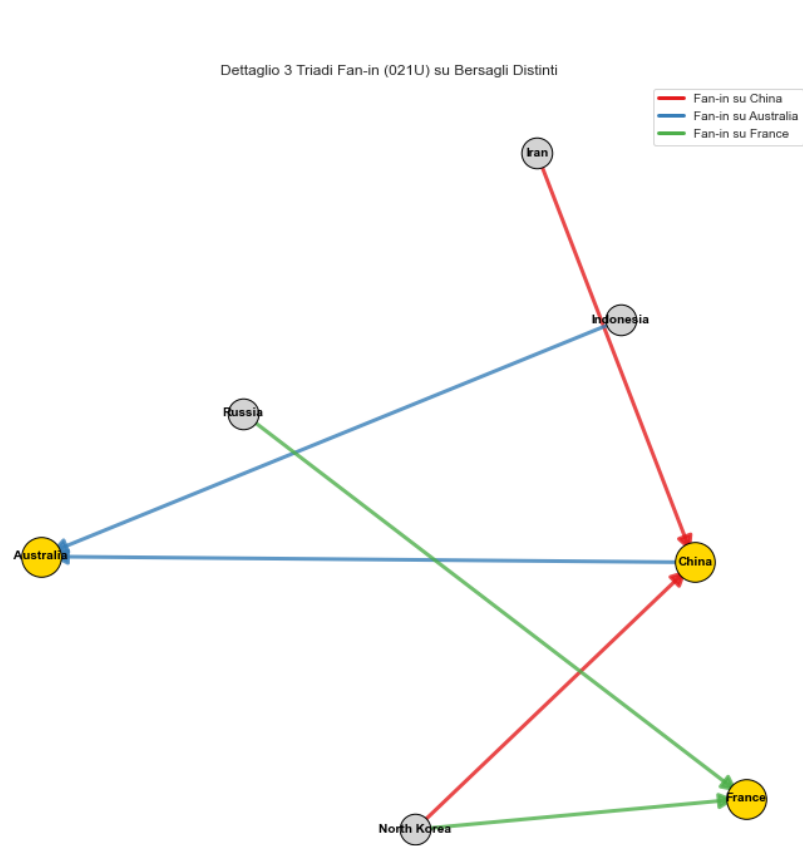 Dettaglio 3 Triadi Fan-in (021U) su Bersagli Distinti
Fan-in su China
Fan-in su Australia
Fan-in su France
Iran
Indonesia
Russia
Australia
China
France
North Korea